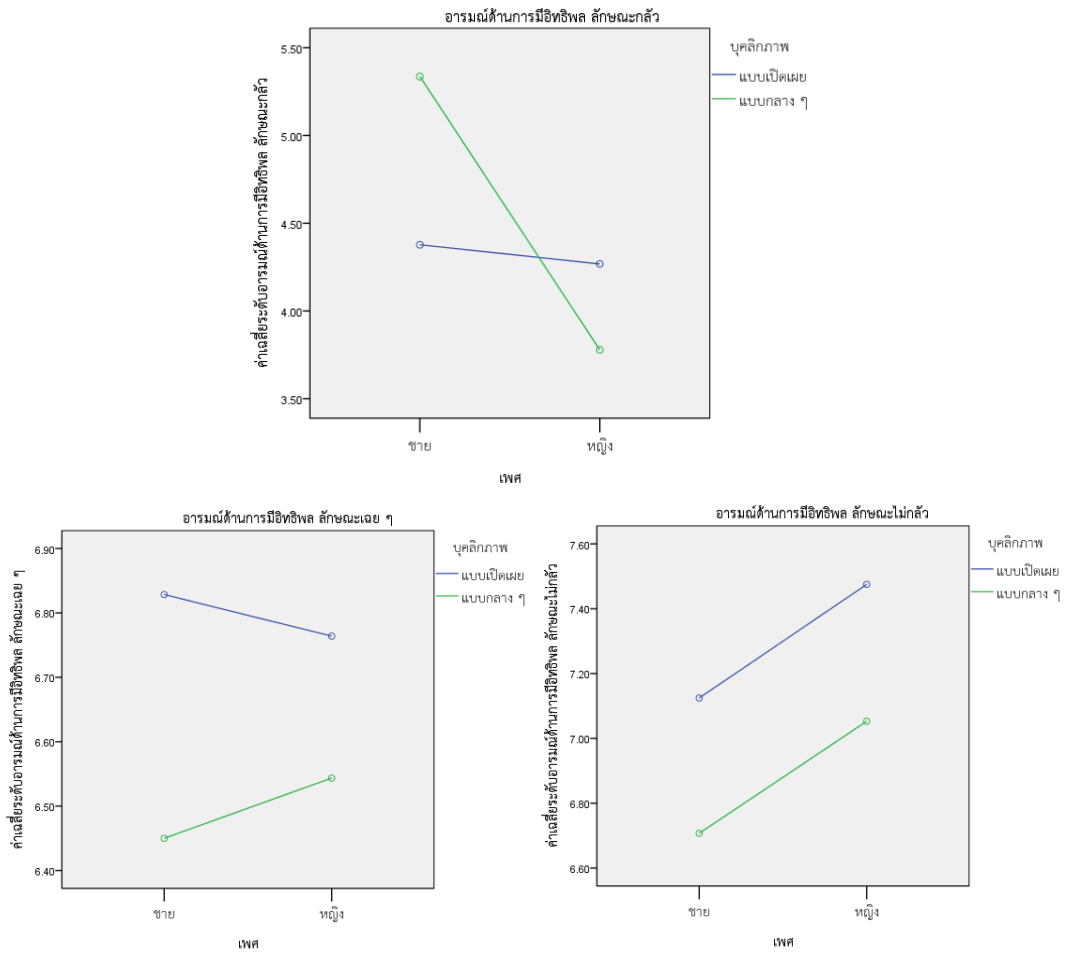 อารมณ์ด้านการมีอิทธิพล ลักษณะกลัว
บุคลิกภาพ
แบบเปิดเผย
แบบกลาง ๆ
ค่าเฉลี่ยระดับอารมณ์ด้านการมีอิทธิพล ลักษณะกลัว
5.50
5.00
4.50
4.00
3.50
ชาย
หญิง
เพศ
อารมณ์ด้านการมีอิทธิพล ลักษณะเฉย ๆ
บุคลิกภาพ
แบบเปิดเผย
แบบกลาง ๆ
ค่าเฉลี่ยระดับอารมณ์ด้านการมีอิทธิพล ลักษณะเฉย ๆ
6.90
6.80
6.70
6.60
6.50
6.40
ชาย
หญิง
เพศ
อารมณ์ด้านการมีอิทธิพล ลักษณะไม่กลัว
บุคลิกภาพ
แบบเปิดเผย
แบบกลาง ๆ
ค่าเฉลี่ยระดับอารมณ์ด้านการมีอิทธิพล ลักษณะไม่กลัว
7.60
7.40
7.20
7.00
6.80
6.60
ชาย
หญิง
เพศ